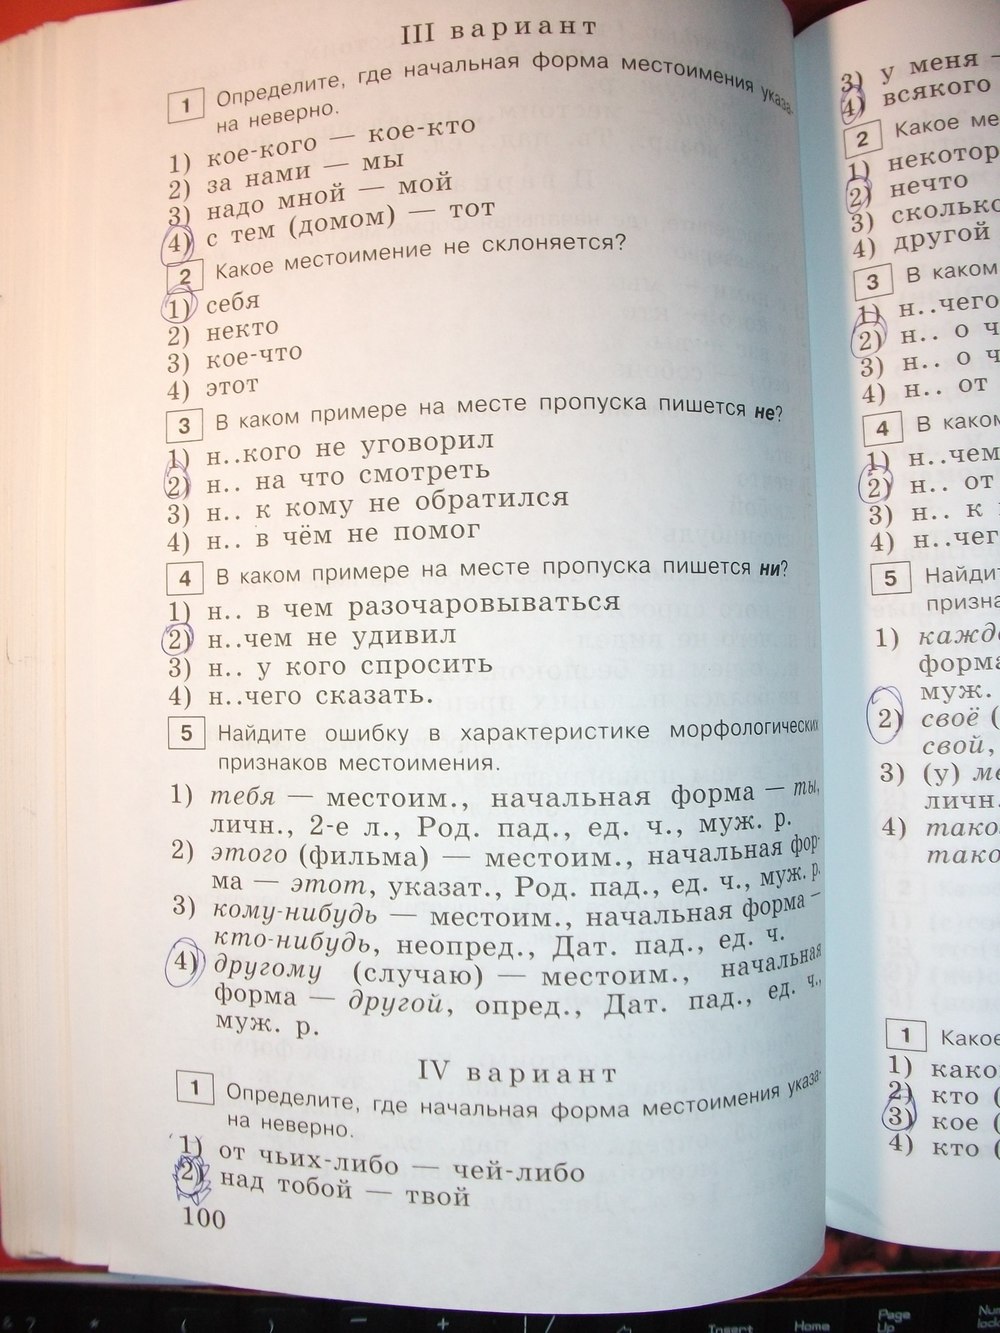 III вариант
1 Определите, где начальная форма местоимения указа-
на неверно.
1) кое-кого — кое-кто
2) за нами — мы
3) надо мной — мой
4) с тем (домом) — тот
2 Какое местоимение не склоняется?
1) себя
2) некто
3) кое-что
4) этот
3 В каком примере на месте пропуска пишется не?
1) н..кого не уговорил
2) н.. на что смотреть
3) н.. к кому не обратился
4) н.. в чём не помог
4 В каком примере на месте пропуска пишется ни?
1) н.. в чем разочаровываться
2) н..чем не удивил
3) н.. у кого спросить
4) н..чего сказать.
5 Найдите ошибку в характеристике морфологических
признаков местоимения.
1) тебя — местоим., начальная форма — ты,
личн., 2-е л., Род. пад., ед. ч., муж. р.
2) этого (фильма) — местоим., начальная фор-
ма — этот, указат., Род. пад., ед. ч., муж. р.
3) кому-нибудь — местоим., начальная форма —
кто-нибудь, неопред., Дат. пад., ед. ч.
4) другому (случаю) — местоим., начальная
форма — другой, опред., Дат. пад., ед. ч.,
муж. р.
IV вариант
1 Определите, где начальная форма местоимения указа-
на неверно.
1) от чьих-либо — чей-либо
2) над тобой — твой
100
3) у меня —
4) всякого
2 Какое ме
1) некотор
2) нечто
3) сколько
4) другой
3 В каком
1) н..чего
2) н.. о ч
3) н.. о ч
4) н.. от
4 В каком
1) н..чем
2) н.. от
3) н.. к
4) н..чег
5 Найдит
призна
1) каждо
форма
муж.
2) своё (
свой,
3) (у) ме
личн.
4) тако
тако
1 Какое
1) како
2) кто (
3) кое (
4) кто (
Insert
Home
Page
Up